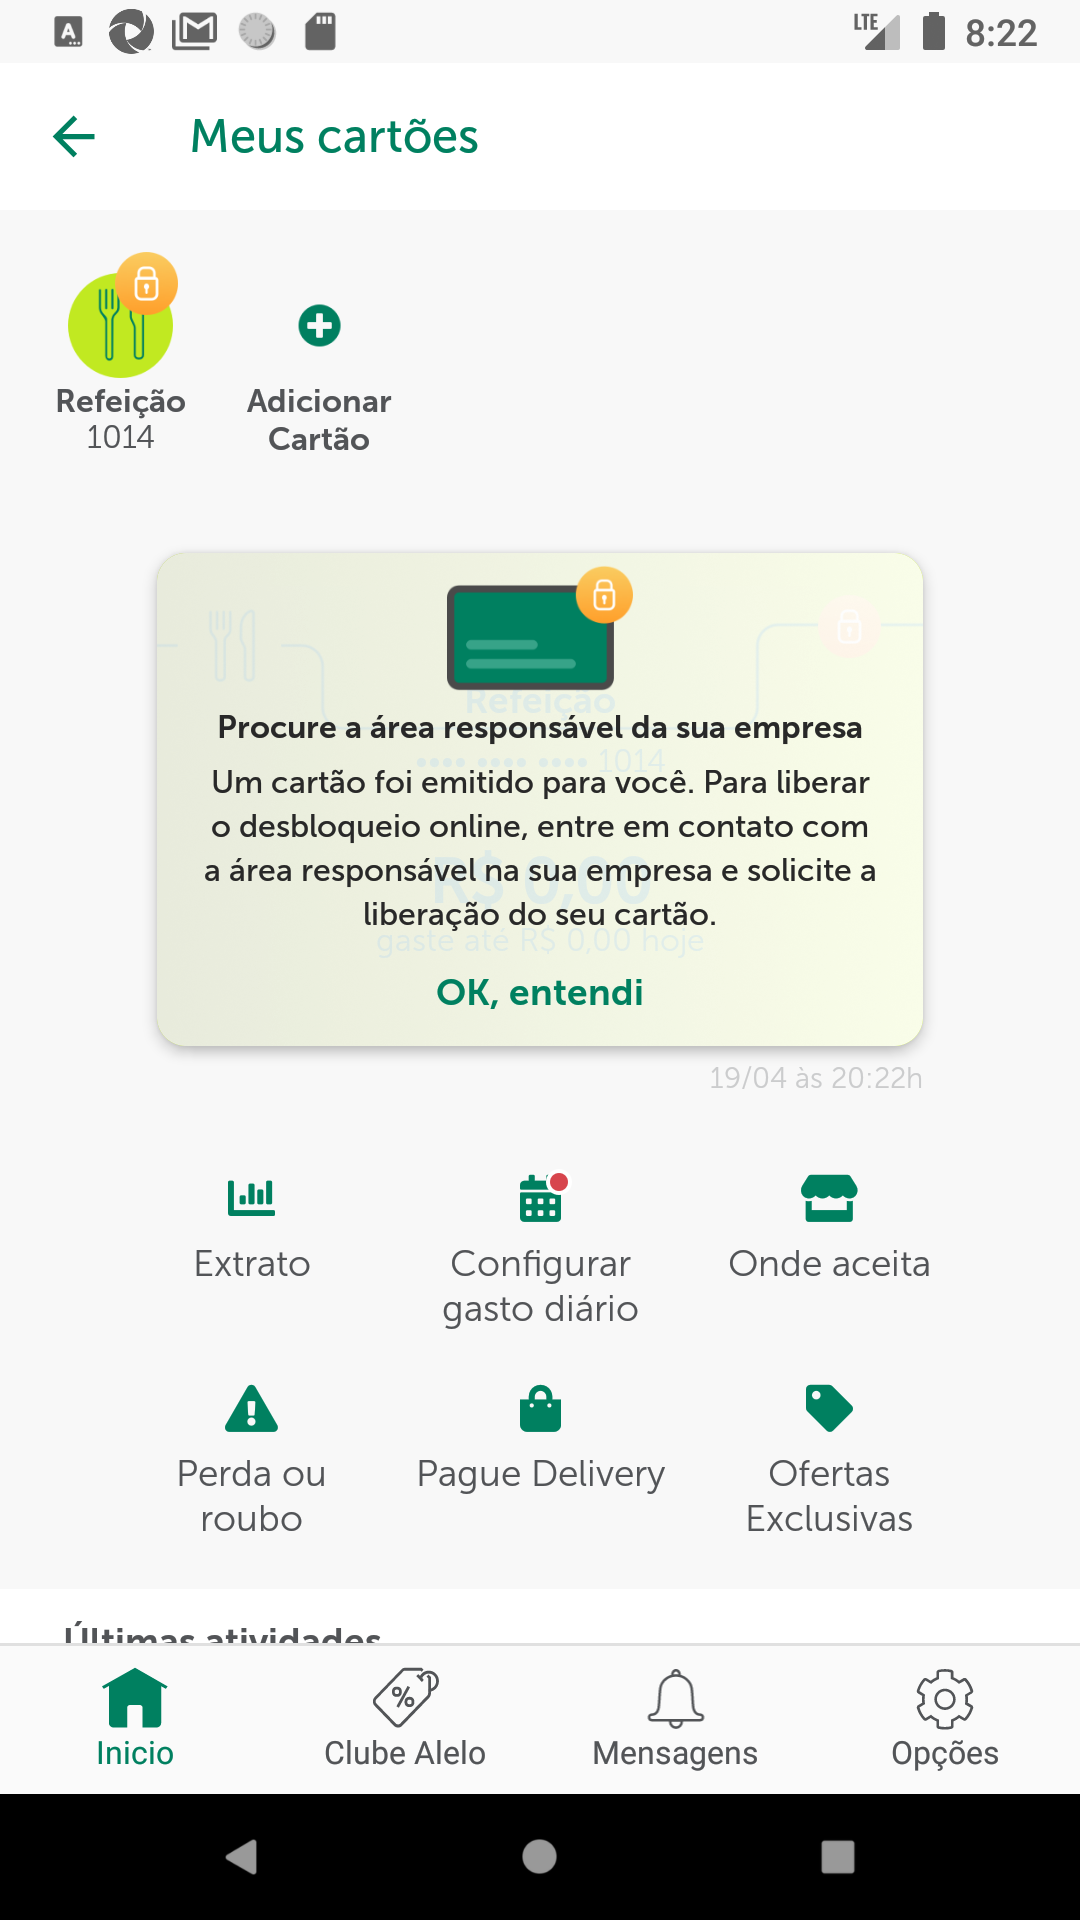 LTE 8:22
Meus cartões
Refeição
1014
Adicionar
Cartão
Refeição
Procure a área responsável da sua empresa
•••• •••• •••• 1014
Um cartão foi emitido para você. Para liberar
o desbloqueio online, entre em contato com
R$ 0,00
a área responsável na sua empresa e solicite a
liberação do seu cartão.
gaste até R$ 0,00 hoje
OK, entendi
19/04 às 20:22h
Extrato
Configurar
gasto diário
Onde aceita
Perda ou
roubo
Pague Delivery
Ofertas
Exclusivas
Últimas atividades
Inicio
Clube Alelo
Mensagens
Opções